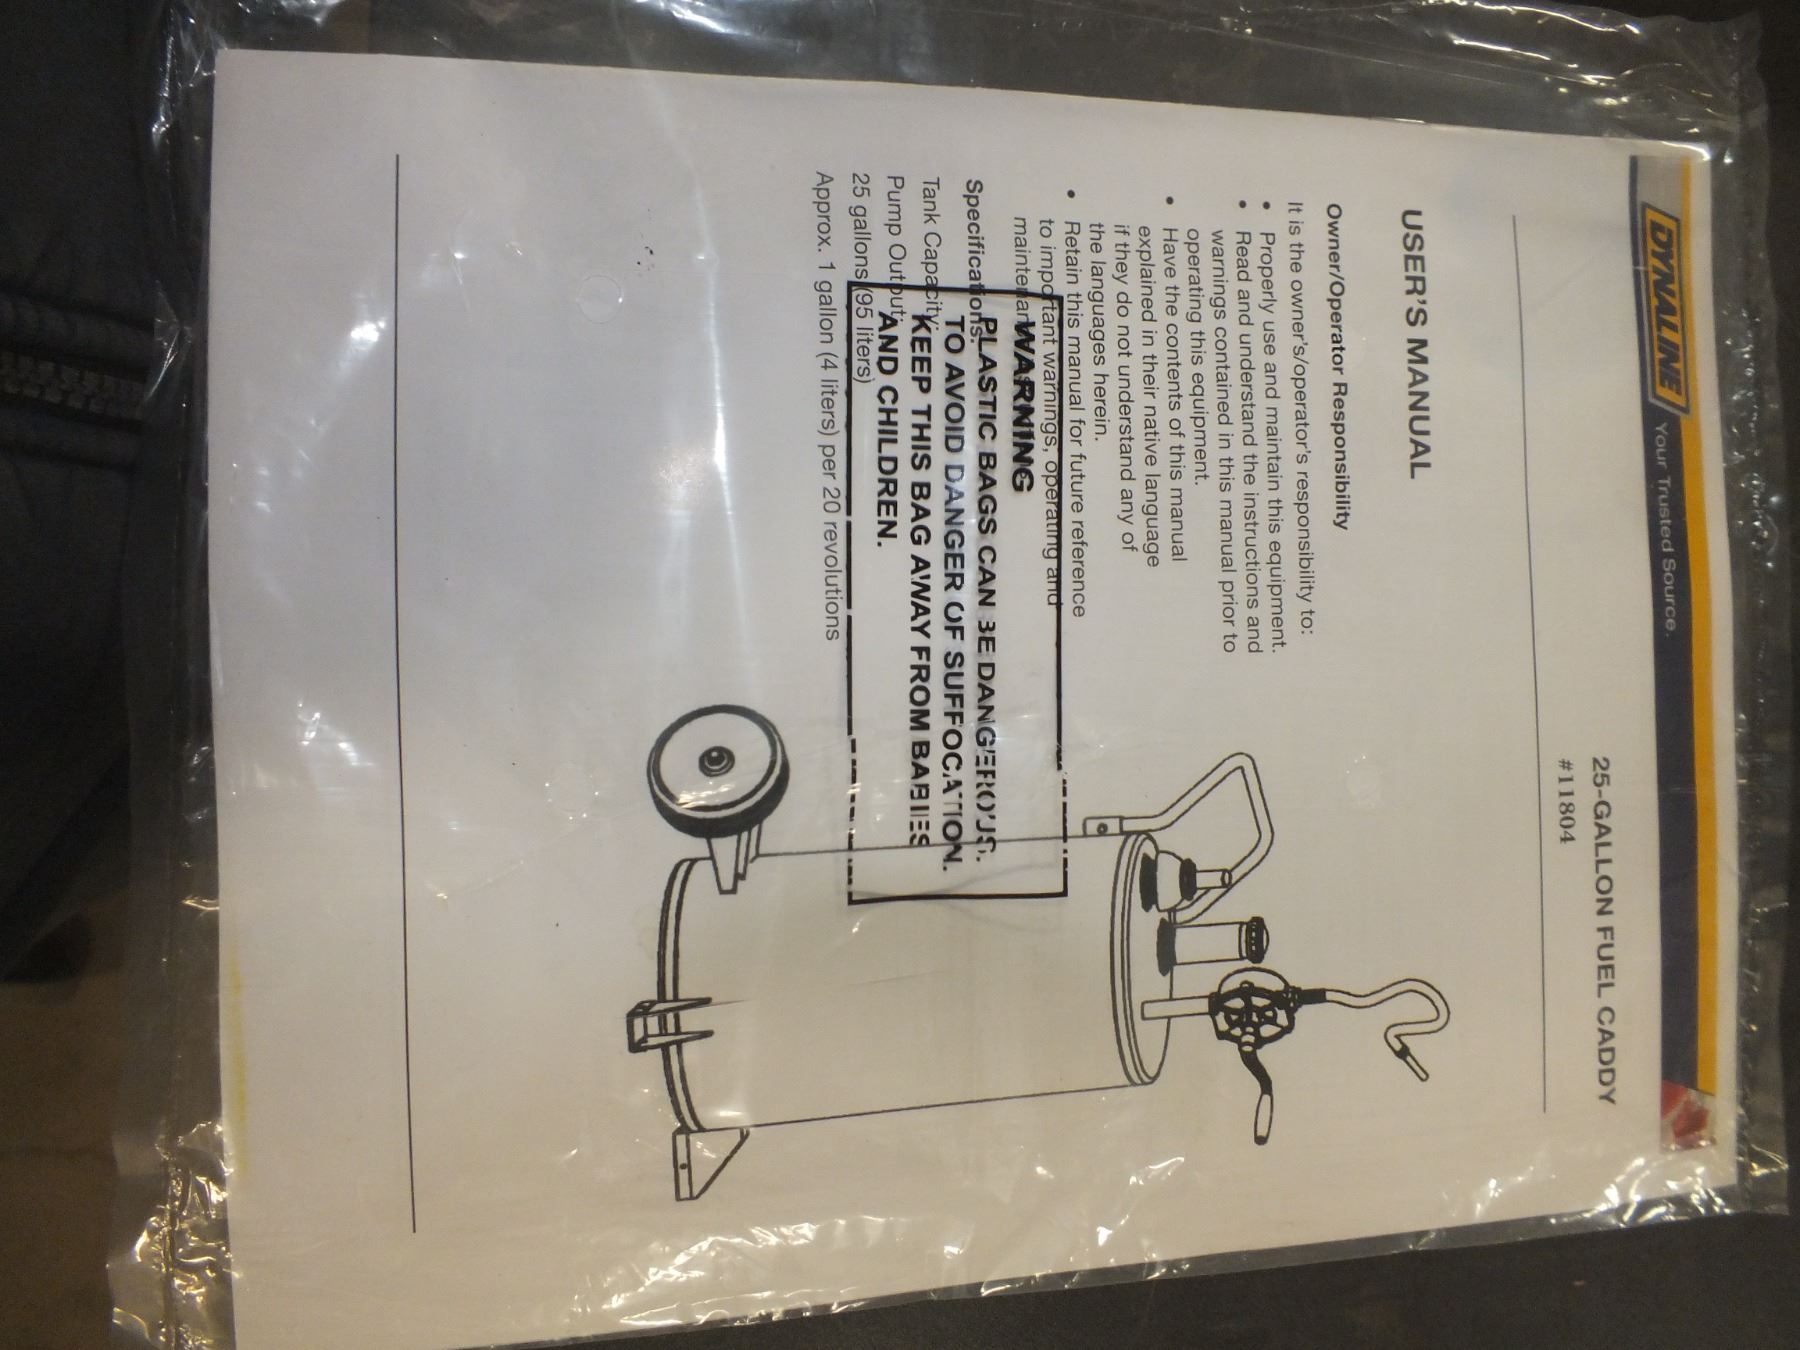 DYNALINE
Your Trusted Source.
25-GALLON FUEL CADDY
#11804
USER'S MANUAL
Owner/Operator Responsibility
It is the owner's/operator's responsibility to:
• Properly use and maintain this equipment.
• Read and understand the instructions and
warnings contained in this manual prior to
operating this equipment.
• Have the contents of this manual
explained in their native language
if they do not understand any of
the languages herein.
• Retain this manual for future reference
to important warnings, operating and
Specifications:
Tank Capacity:
Pump Output:
25 gallons (95 liters)
Approx. 1 gallon (4 liters) per 20 revolutions
WARNING
PLASTIC BAGS CAN BE DANGEROUS.
TO AVOID DANGER OF SUFFOCATION.
KEEP THIS BAG AWAY FROM BABIES
AND CHILDREN.